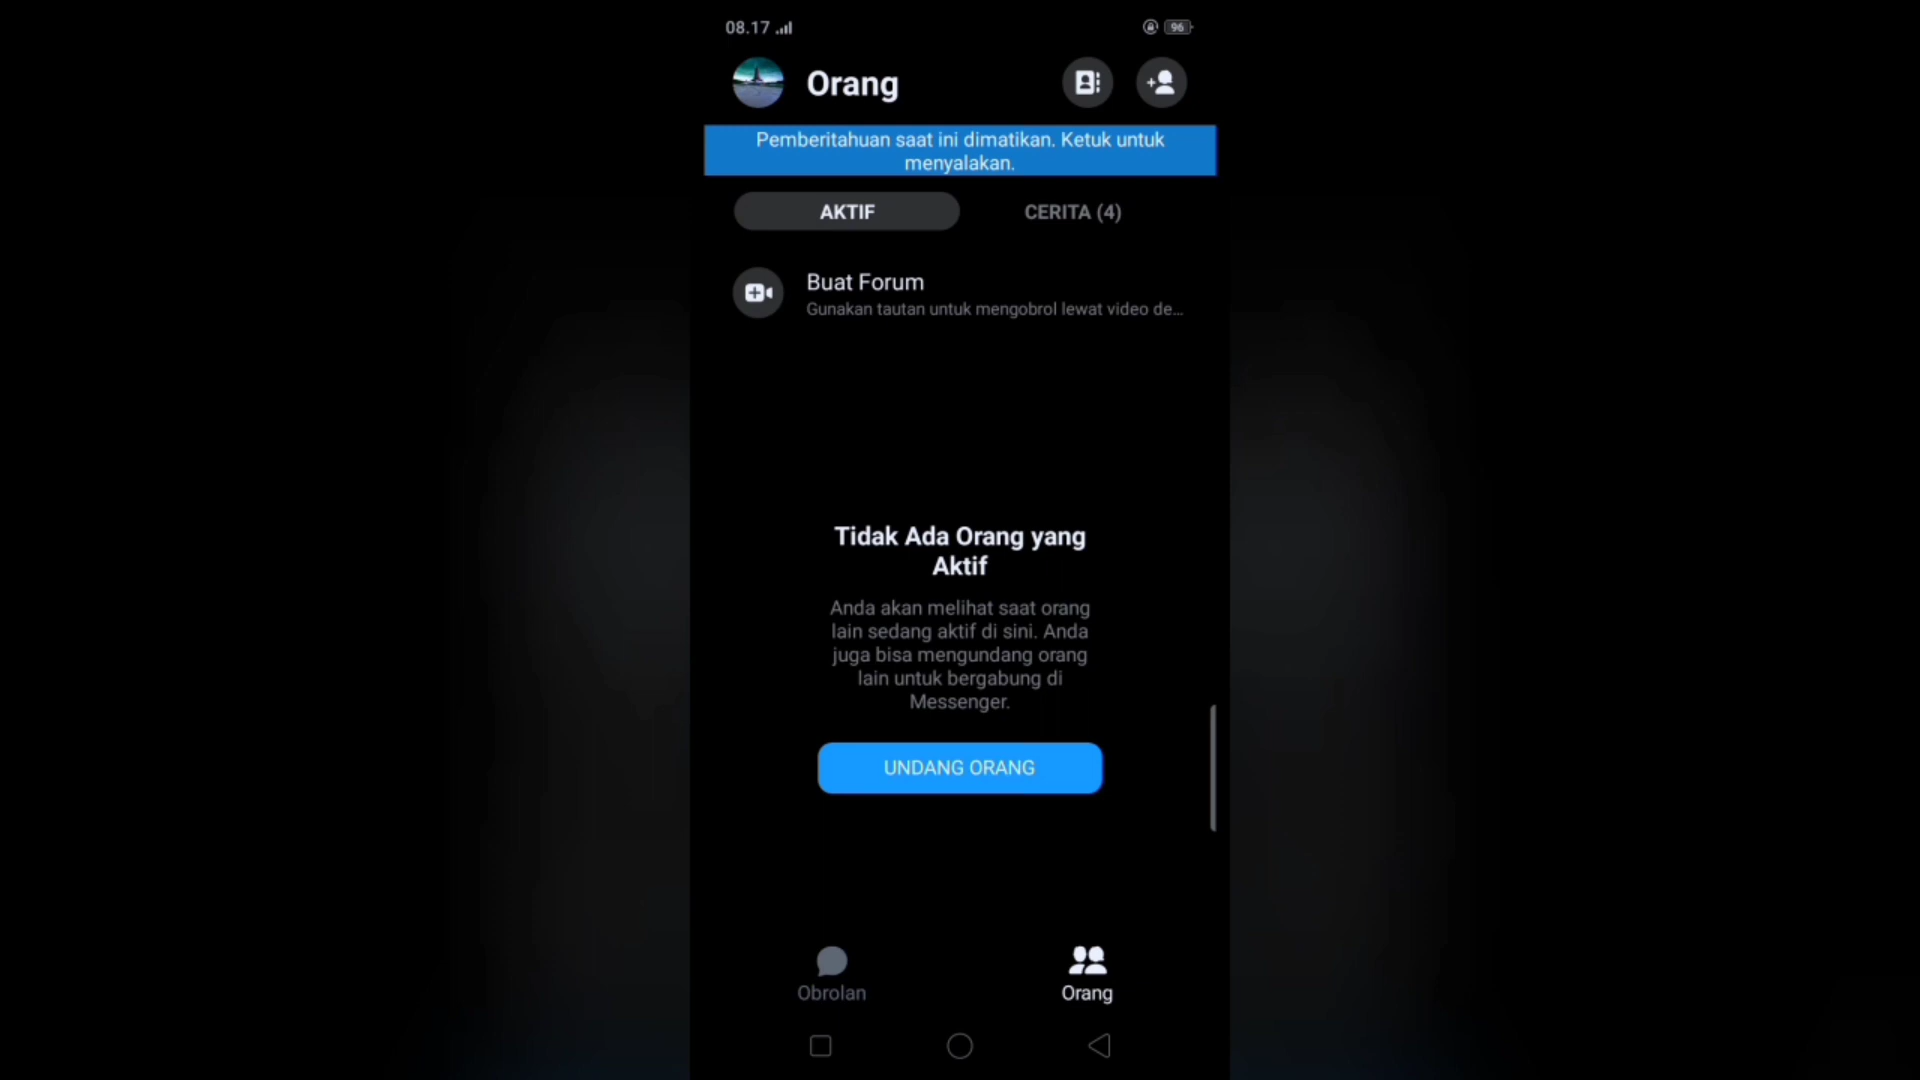 08.17
96
Orang
Pemberitahuan saat ini dimatikan. Ketuk untuk
menyalakan.
AKTIF
CERITA (4)
Buat Forum
Gunakan tautan untuk mengobrol lewat video de...
Tidak Ada Orang yang
Aktif
Anda akan melihat saat orang
lain sedang aktif di sini. Anda
juga bisa mengundang orang
lain untuk bergabung di
Messenger.
UNDANG ORANG
Obrolan
Orang